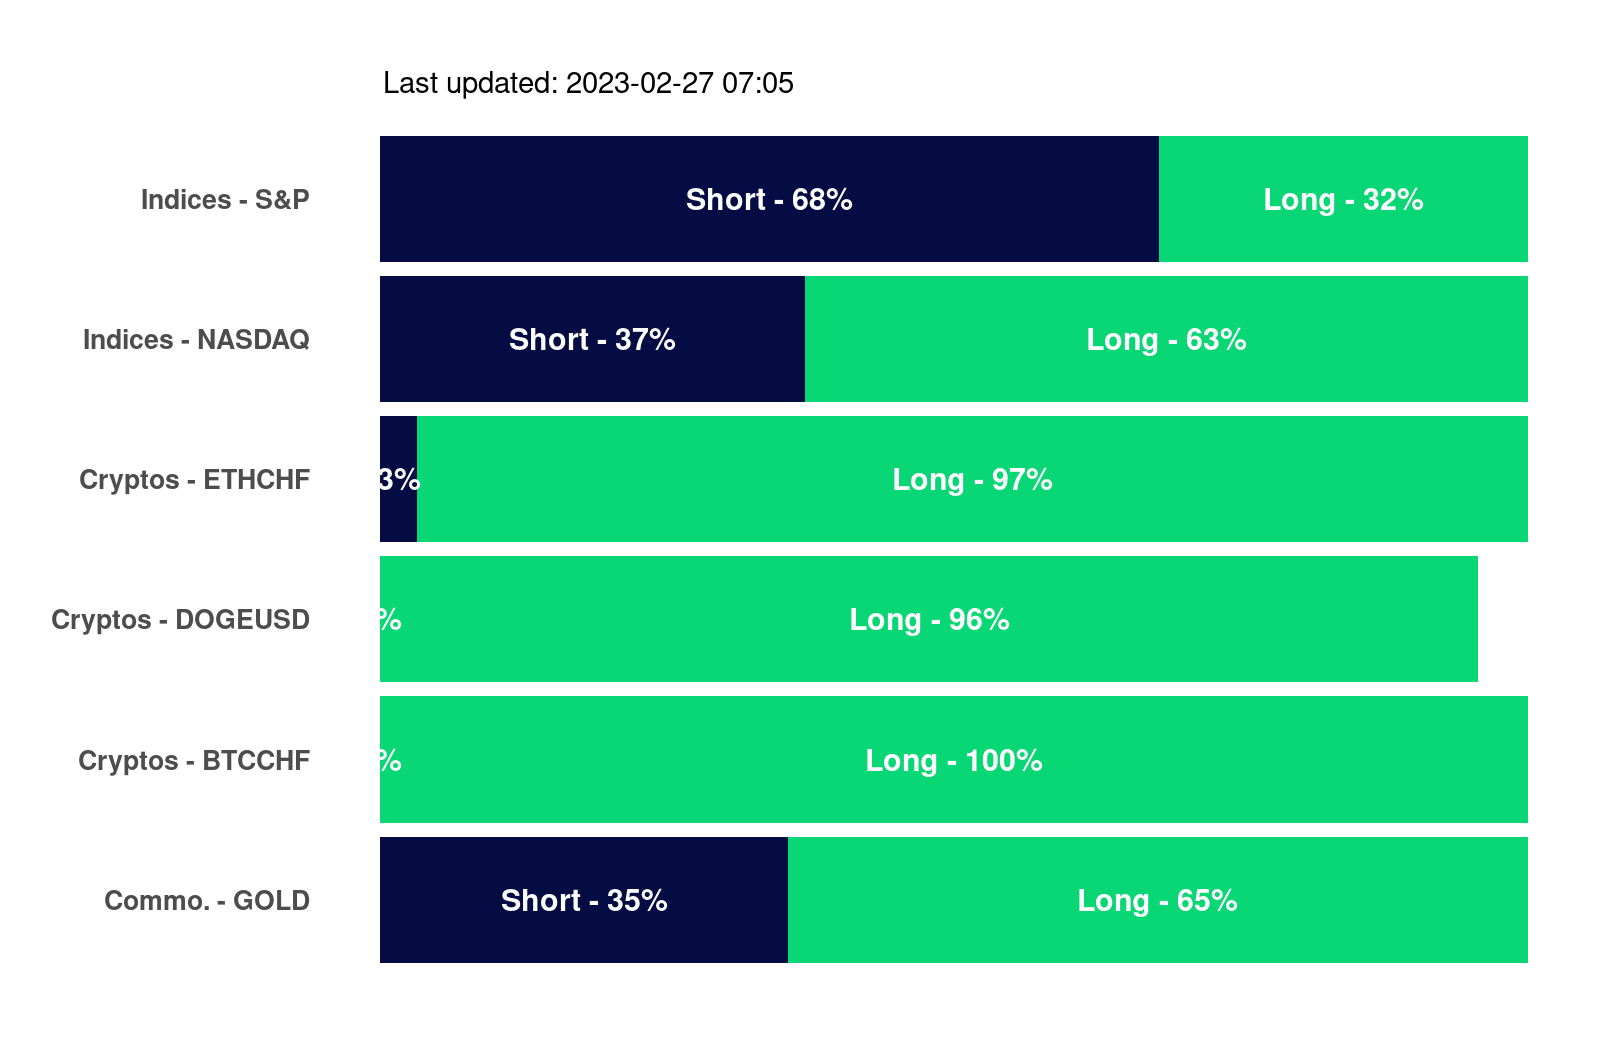 Last updated: 2023-02-27 07:05
Indices - S&P Short - 68% Long - 32%
Indices - NASDAQ Short - 37% Long - 63%
Cryptos - ETHCHF 3% Long - 97%
Cryptos - DOGEUSD % Long - 96%
Cryptos - BTCCHF % Long - 100%
Commo. - GOLD Short - 35% Long - 65%